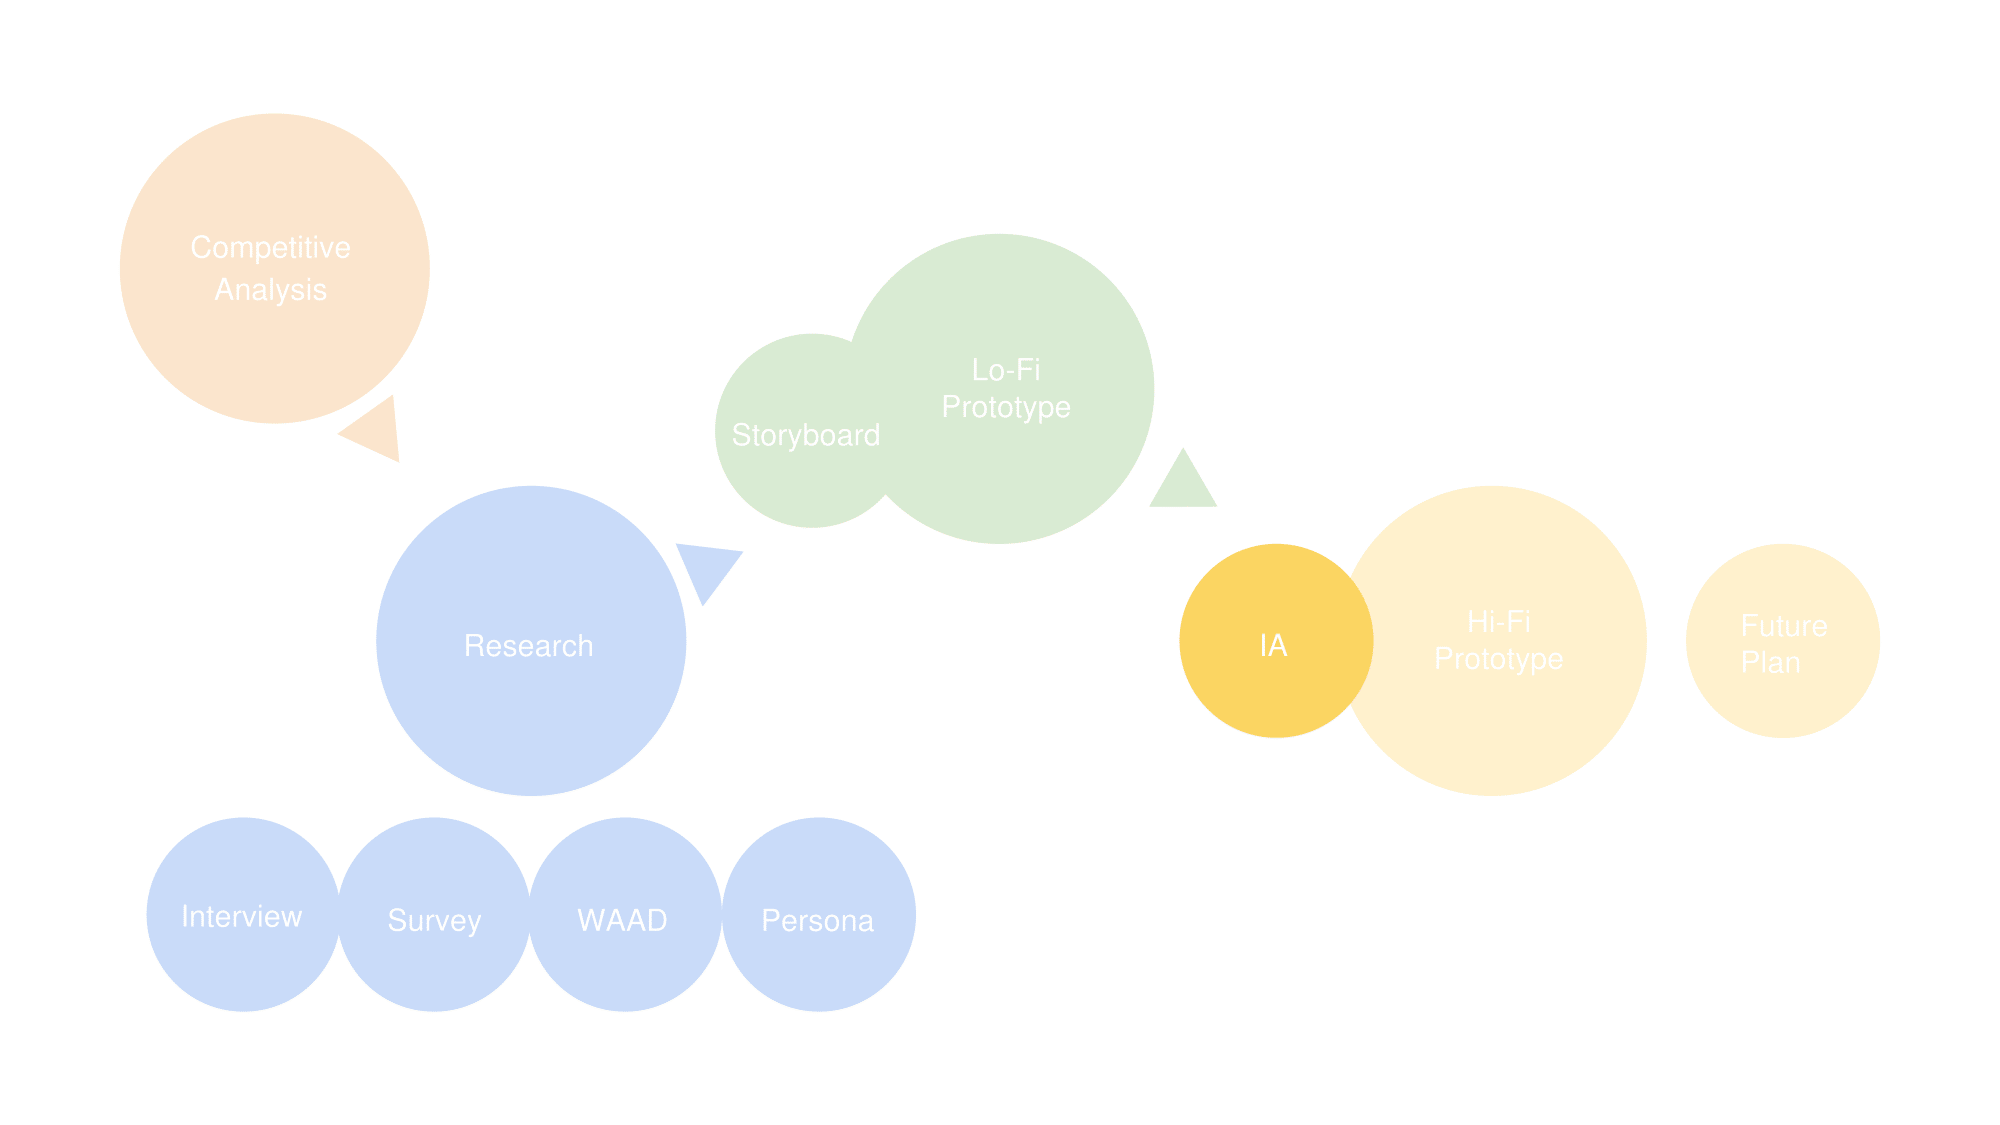 Competitive
Analysis
Lo-Fi
Prototype
Storyboard
Research
IA
Hi-Fi
Prototype
Future
Plan
Interview
Survey
WAAD
Persona